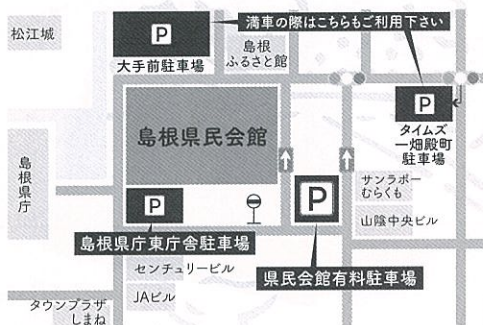 満車の際はこちらもご利用下さい
松江城
P
大手前駐車場
島根
ふるさと館
P
タイムズ
一畑殿町
駐車場
島根県民会館
島根県庁
P
P
サンラポー
むらくも
山陰中央ビル
島根県庁東庁舎駐車場
県民会館有料駐車場
センチュリービル
JAビル
タウンプラザ
しまね